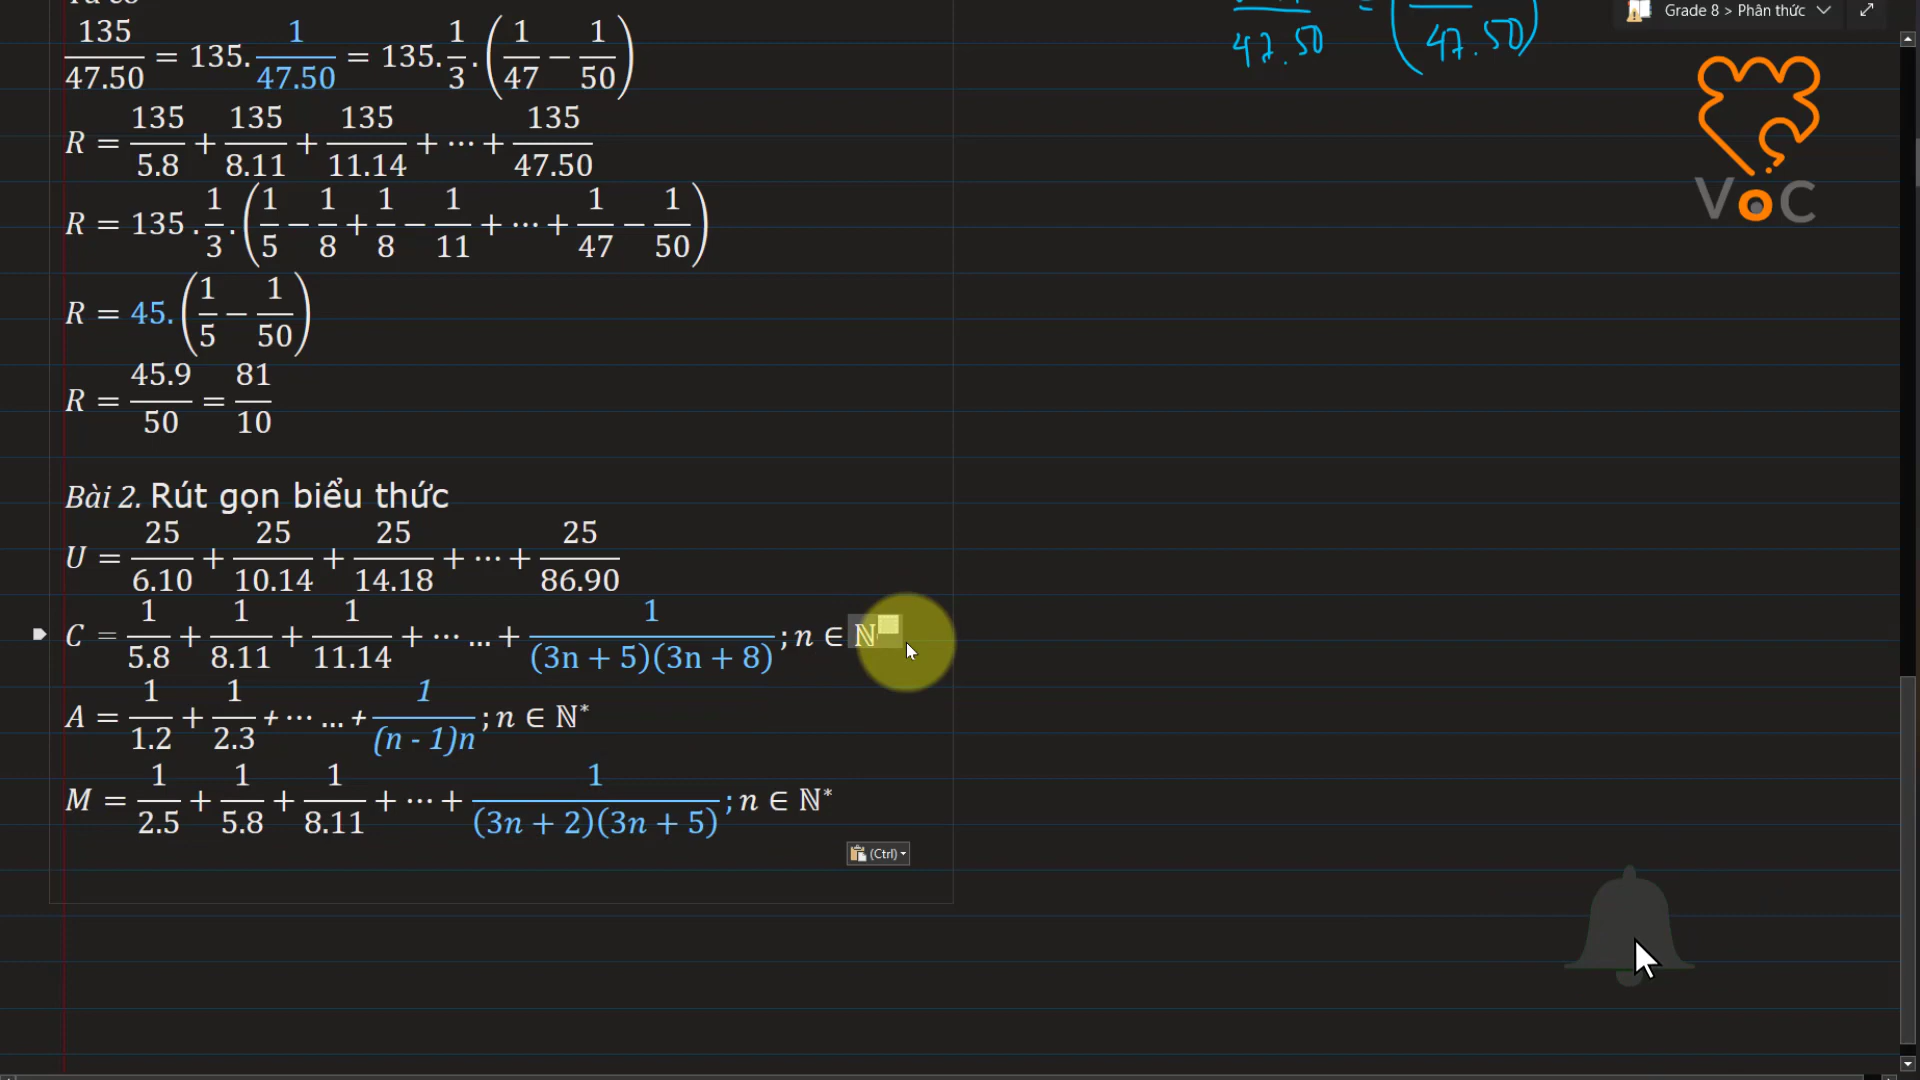 Grade 8 > Phân thức
47.50 = ( 47.50 )
135/47.50 = 135. 1/47.50 = 135. 1/3 . (1/47 − 1/50)
VOC
R = 135/5.8 + 135/8.11 + 135/11.14 + ⋯ + 135/47.50
R = 135 . 1/3 . (1/5 − 1/8 + 1/8 − 1/11 + ⋯ + 1/47 − 1/50)
R = 45. (1/5 − 1/50)
R = 45.9/50 = 81/10
Bài 2. Rút gọn biểu thức
U = 25/6.10 + 25/10.14 + 25/14.18 + ⋯ + 25/86.90
C = 1/5.8 + 1/8.11 + 1/11.14 + ⋯ ... + 1/(3n + 5)(3n + 8) ; n ∈ ℕ
A = 1/1.2 + 1/2.3 + ⋯ ... + 1/(n - 1)n ; n ∈ ℕ*
M = 1/2.5 + 1/5.8 + 1/8.11 + ⋯ + 1/(3n + 2)(3n + 5) ; n ∈ ℕ*
(Ctrl)